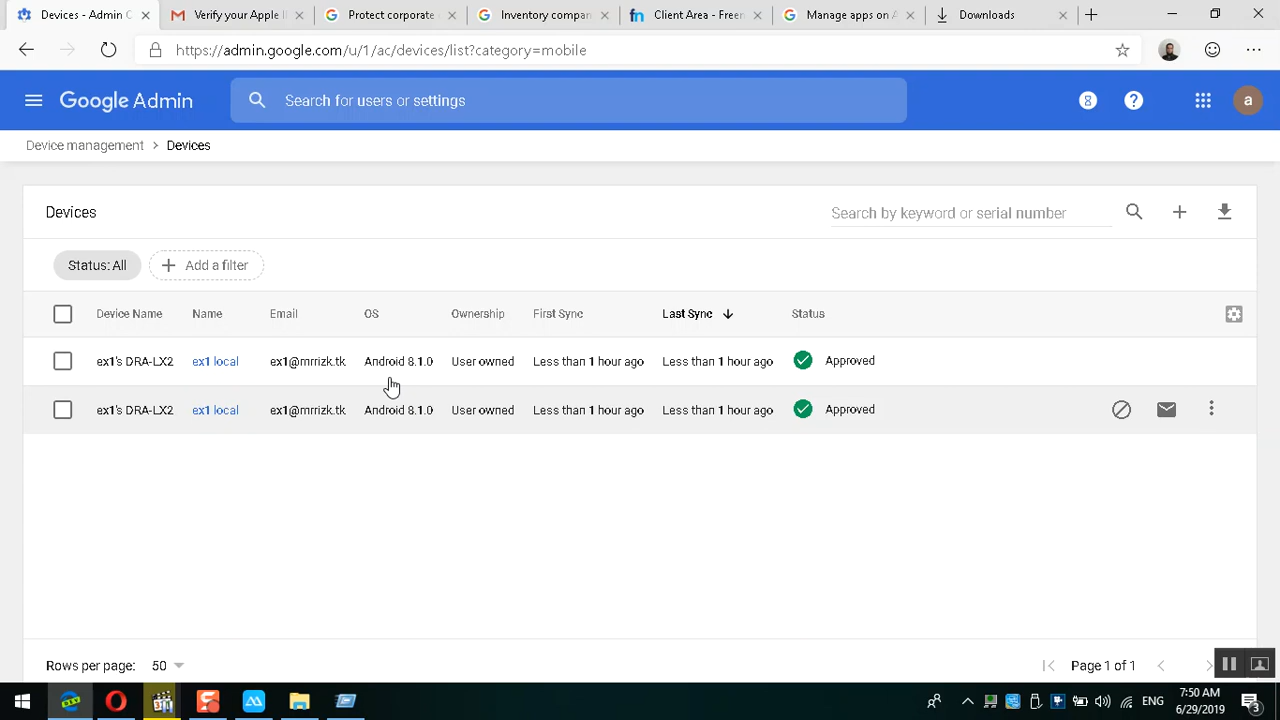 Devices - Admin C
Verify your Apple I
Protect corporate
Inventory compan
fn Client Area - Freen
Manage apps on A
Downloads
https://admin.google.com/u/1/ac/devices/list?category=mobile
Google Admin
Search for users or settings
8
?
a
Device management > Devices
Devices
Search by keyword or serial number
Status: All
Add a filter
Device Name Name Email OS Ownership First Sync Last Sync Status
ex1's DRA-LX2 ex1 local ex1@mrrizk.tk Android 8.1.0 User owned Less than 1 hour ago Less than 1 hour ago Approved
ex1's DRA-LX2 ex1 local ex1@mrrizk.tk Android 8.1.0 User owned Less than 1 hour ago Less than 1 hour ago Approved
Rows per page: 50
Page 1 of 1
ENG
7:50 AM
6/29/2019
3